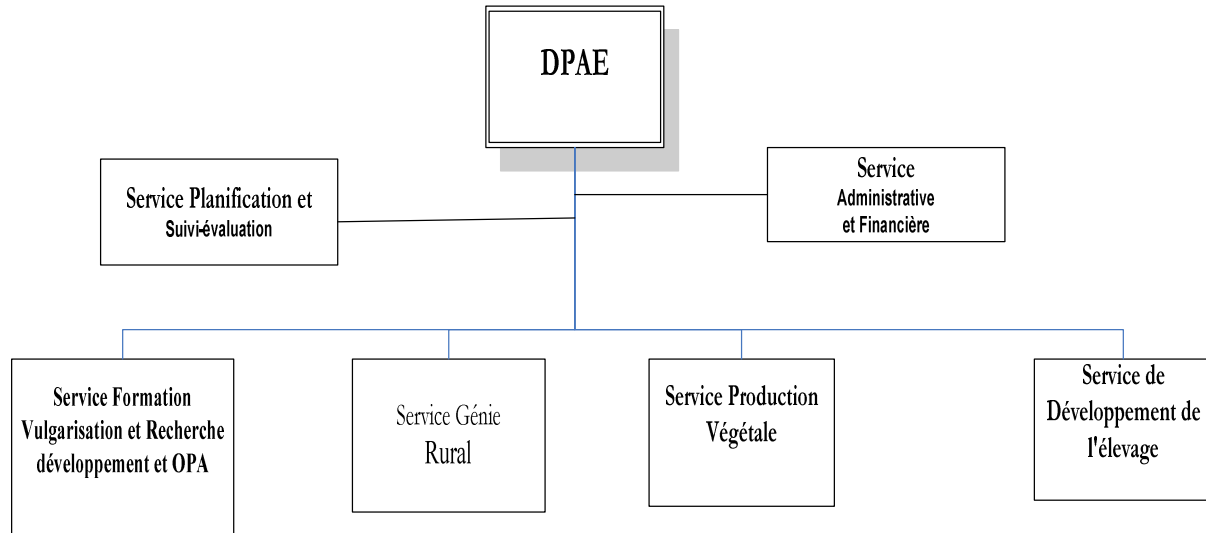 DPAE
Service Planification et
Suivi-évaluation
Service
Administrative
et Financière
Service Formation
Vulgarisation et Recherche
développement et OPA
Service Génie
Rural
Service Production
Végétale
Service de
Développement de
l'élevage